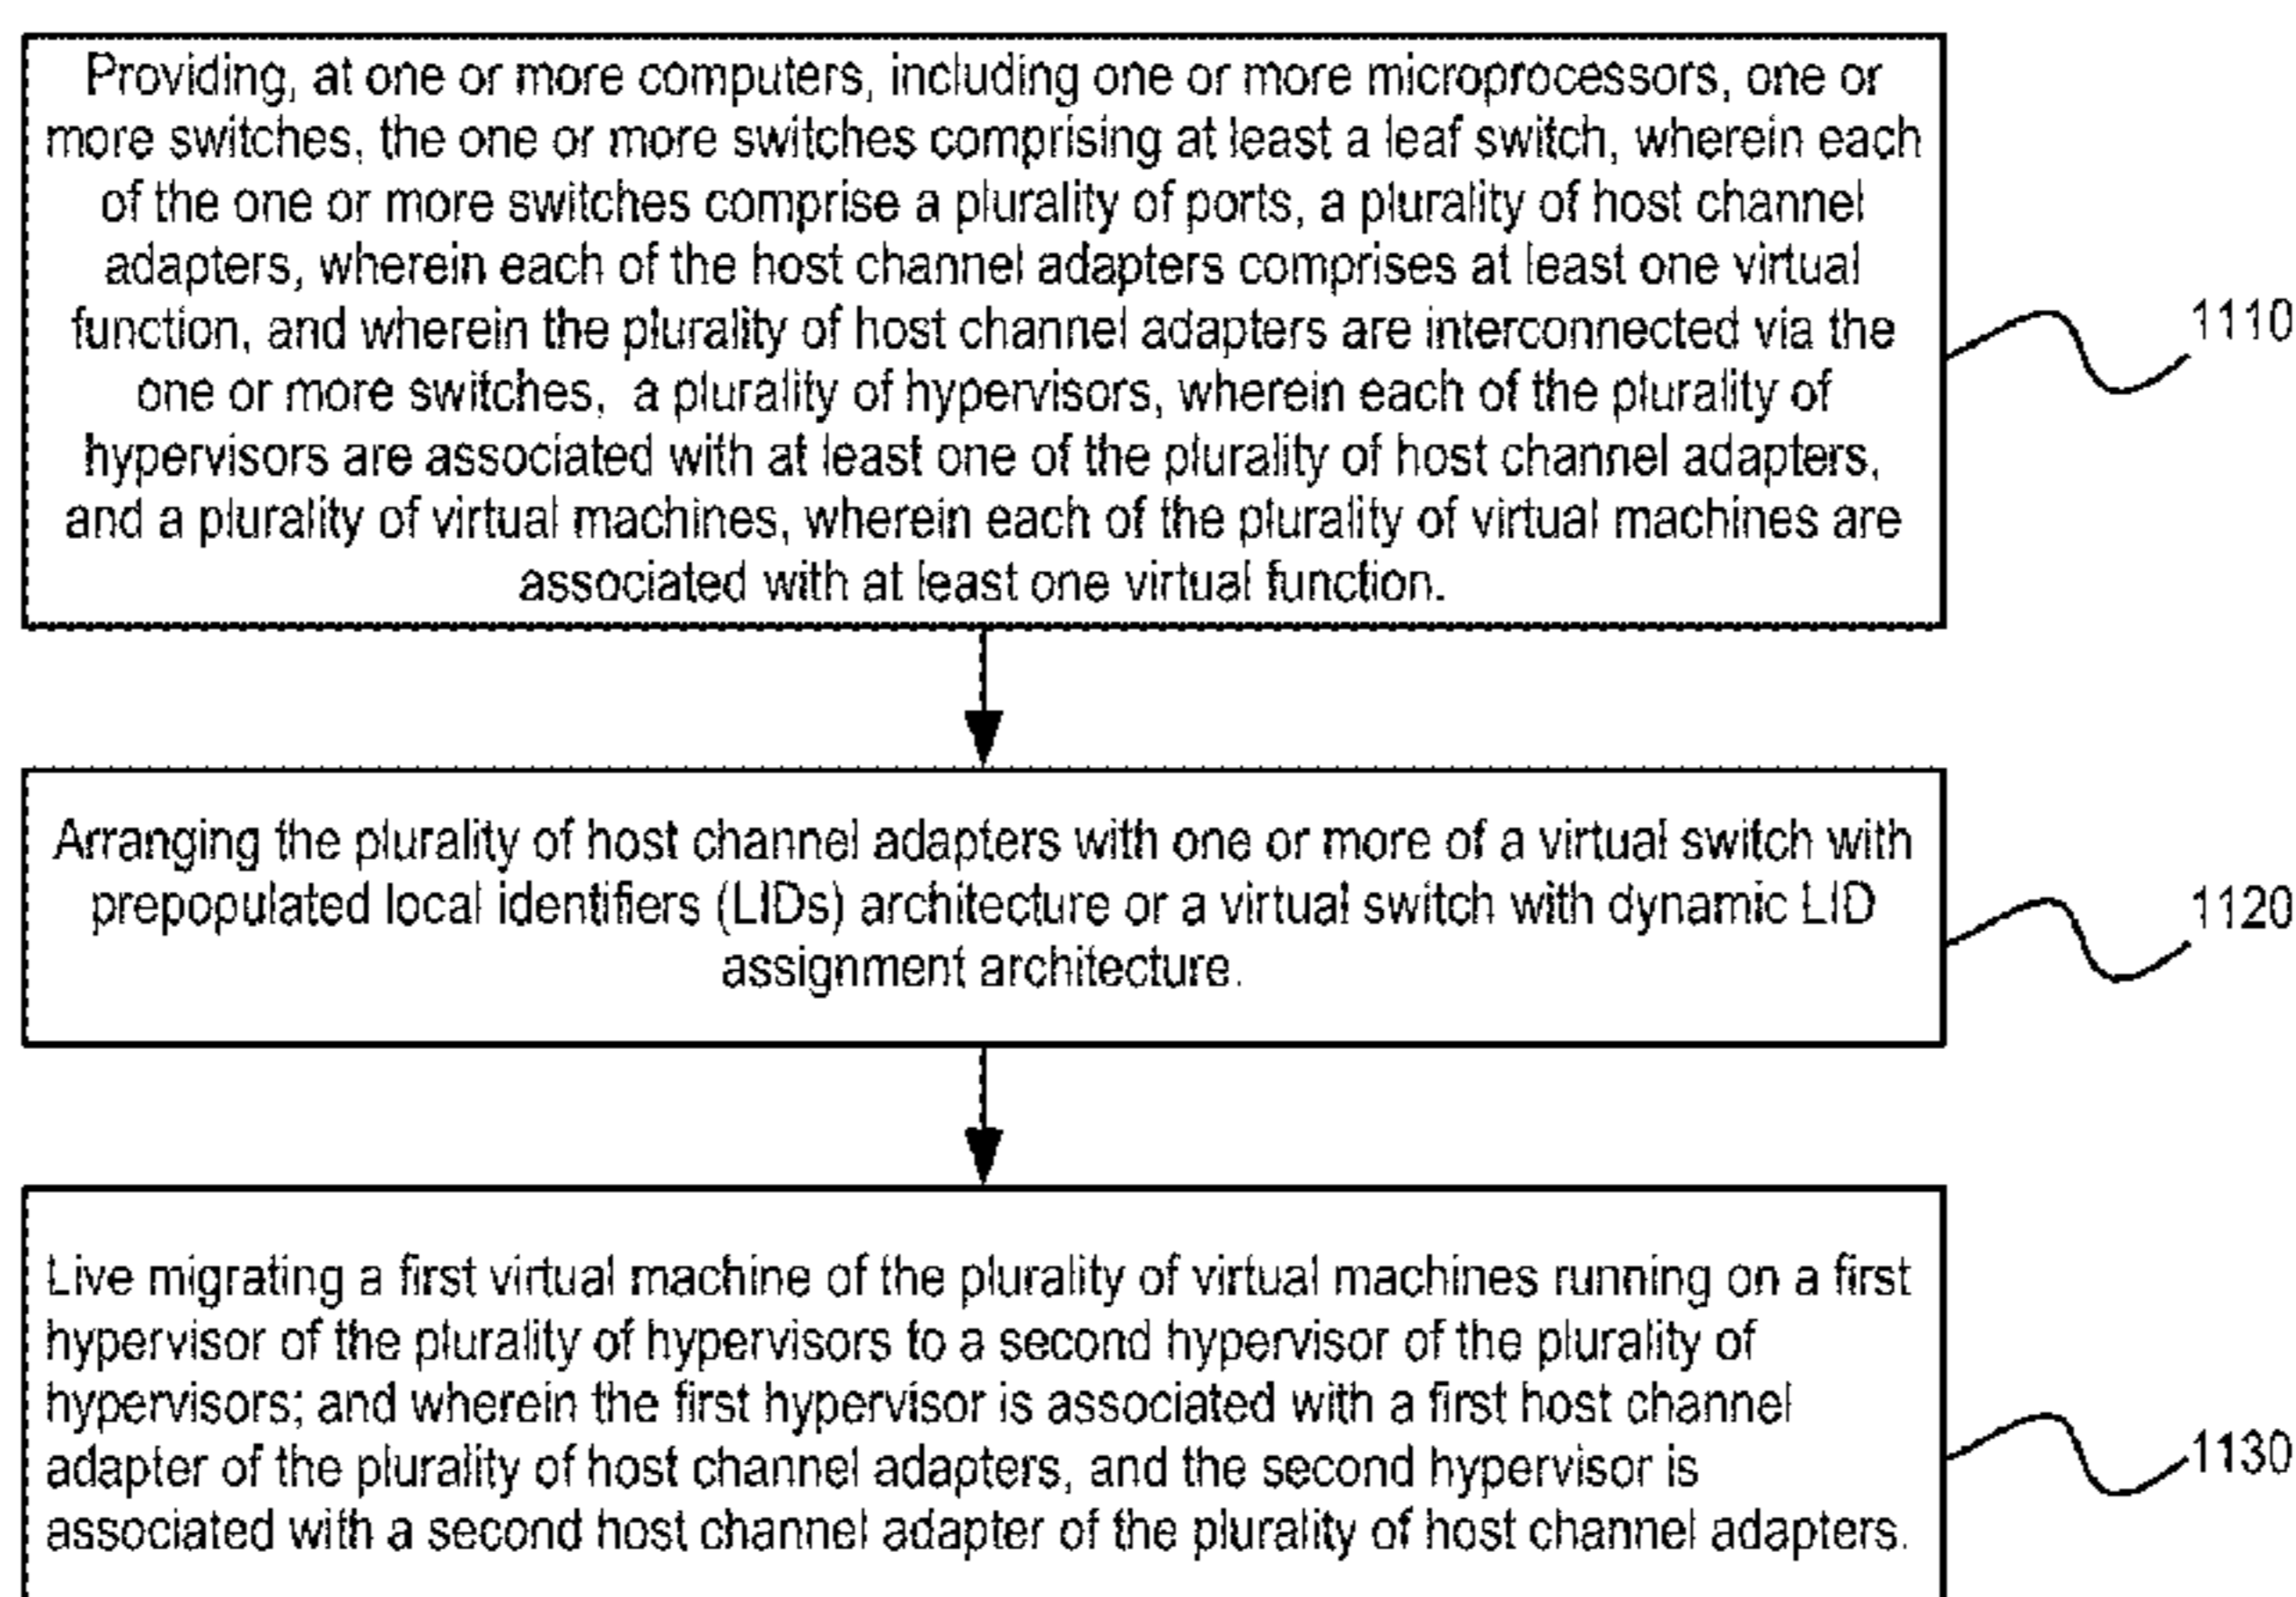 Providing, at one or more computers, including one or more microprocessors, one or
more switches, the one or more switches comprising at least a leaf switch, wherein each
of the one or more switches comprise a plurality of ports, a plurality of host channel
adapters, wherein each of the host channel adapters comprises at least one virtual
function, and wherein the plurality of host channel adapters are interconnected via the
one or more switches, a plurality of hypervisors, wherein each of the plurality of
hypervisors are associated with at least one of the plurality of host channel adapters,
and a plurality of virtual machines, wherein each of the plurality of virtual machines are
associated with at least one virtual function.
1110
Arranging the plurality of host channel adapters with one or more of a virtual switch with
prepopulated local identifiers (LIDs) architecture or a virtual switch with dynamic LID
assignment architecture.
1120
Live migrating a first virtual machine of the plurality of virtual machines running on a first
hypervisor of the plurality of hypervisors to a second hypervisor of the plurality of
hypervisors; and wherein the first hypervisor is associated with a first host channel
adapter of the plurality of host channel adapters, and the second hypervisor is
associated with a second host channel adapter of the plurality of host channel adapters.
1130